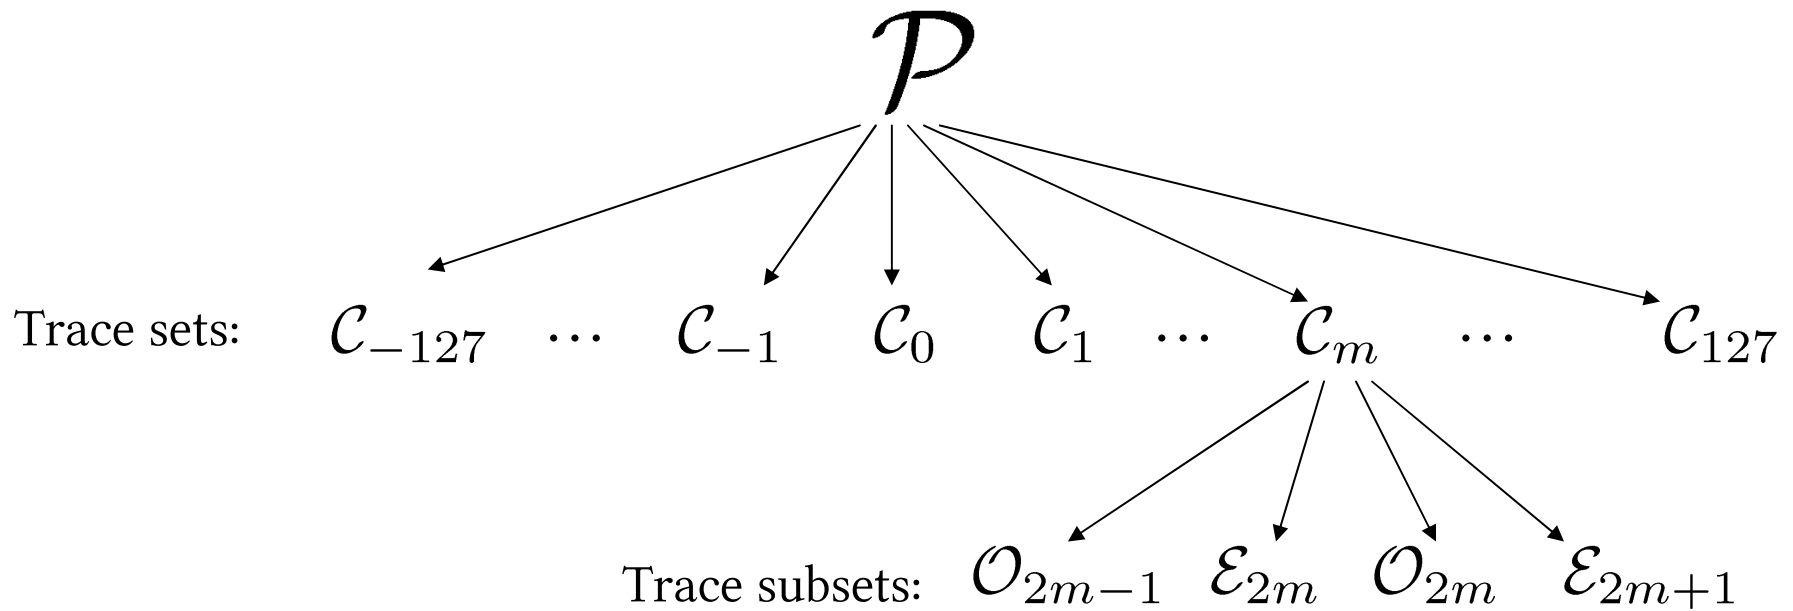 𝒫
Trace sets: 𝒞₋₁₂₇ ⋯ 𝒞₋₁ 𝒞₀ 𝒞₁ ⋯ 𝒞ₘ ⋯ 𝒞₁₂₇
Trace subsets: 𝒪₂ₘ₋₁ ℰ₂ₘ 𝒪₂ₘ ℰ₂ₘ₊₁